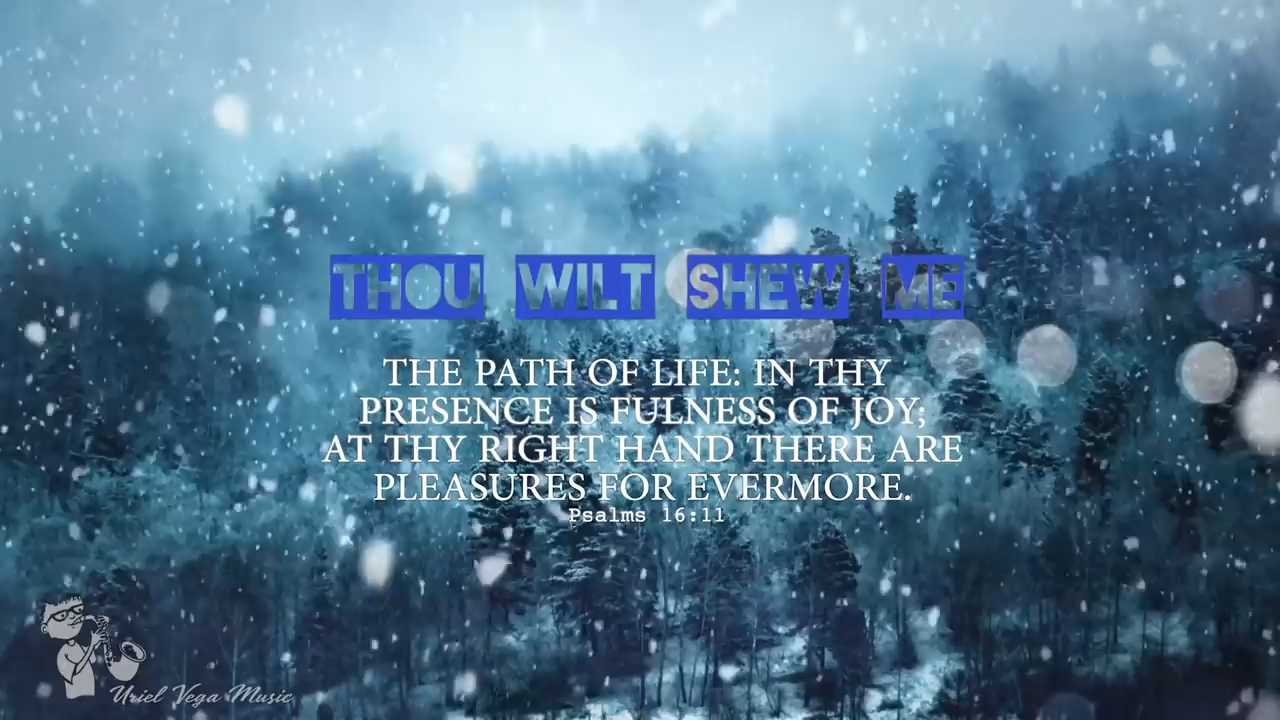 THOU WILT SHEW ME
THE PATH OF LIFE: IN THY
PRESENCE IS FULNESS OF JOY;
AT THY RIGHT HAND THERE ARE
PLEASURES FOR EVERMORE.
Psalms 16:11
Uriel Vega Music